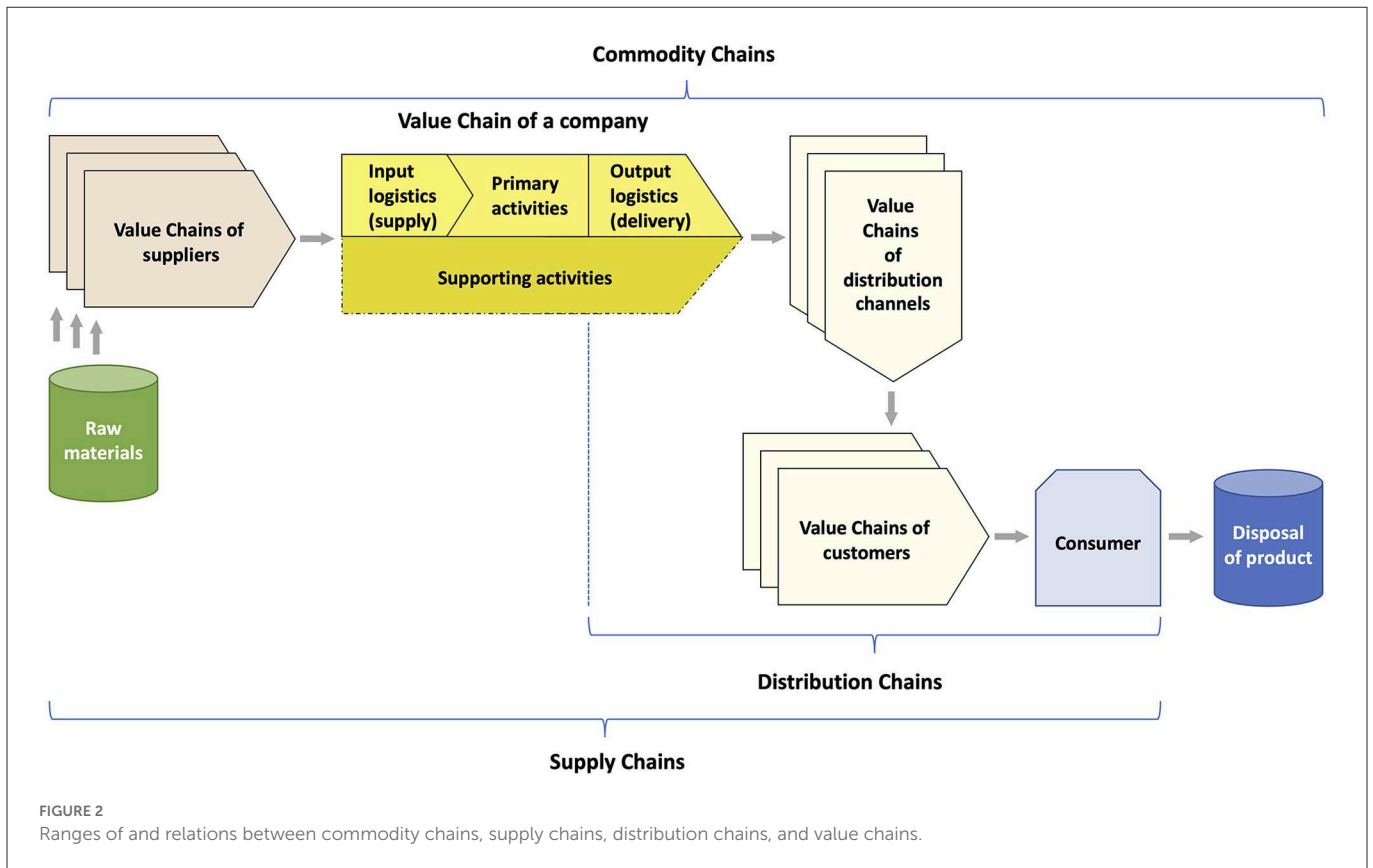 Commodity Chains
Value Chain of a company
Value Chains of
suppliers
Input
logistics
(supply)
Primary
activities
Output
logistics
(delivery)
Supporting activities
Value
Chains
of
distribution
channels
Raw
materials
Value Chains of
customers
Consumer
Disposal
of product
Distribution Chains
Supply Chains
FIGURE 2
Ranges of and relations between commodity chains, supply chains, distribution chains, and value chains.